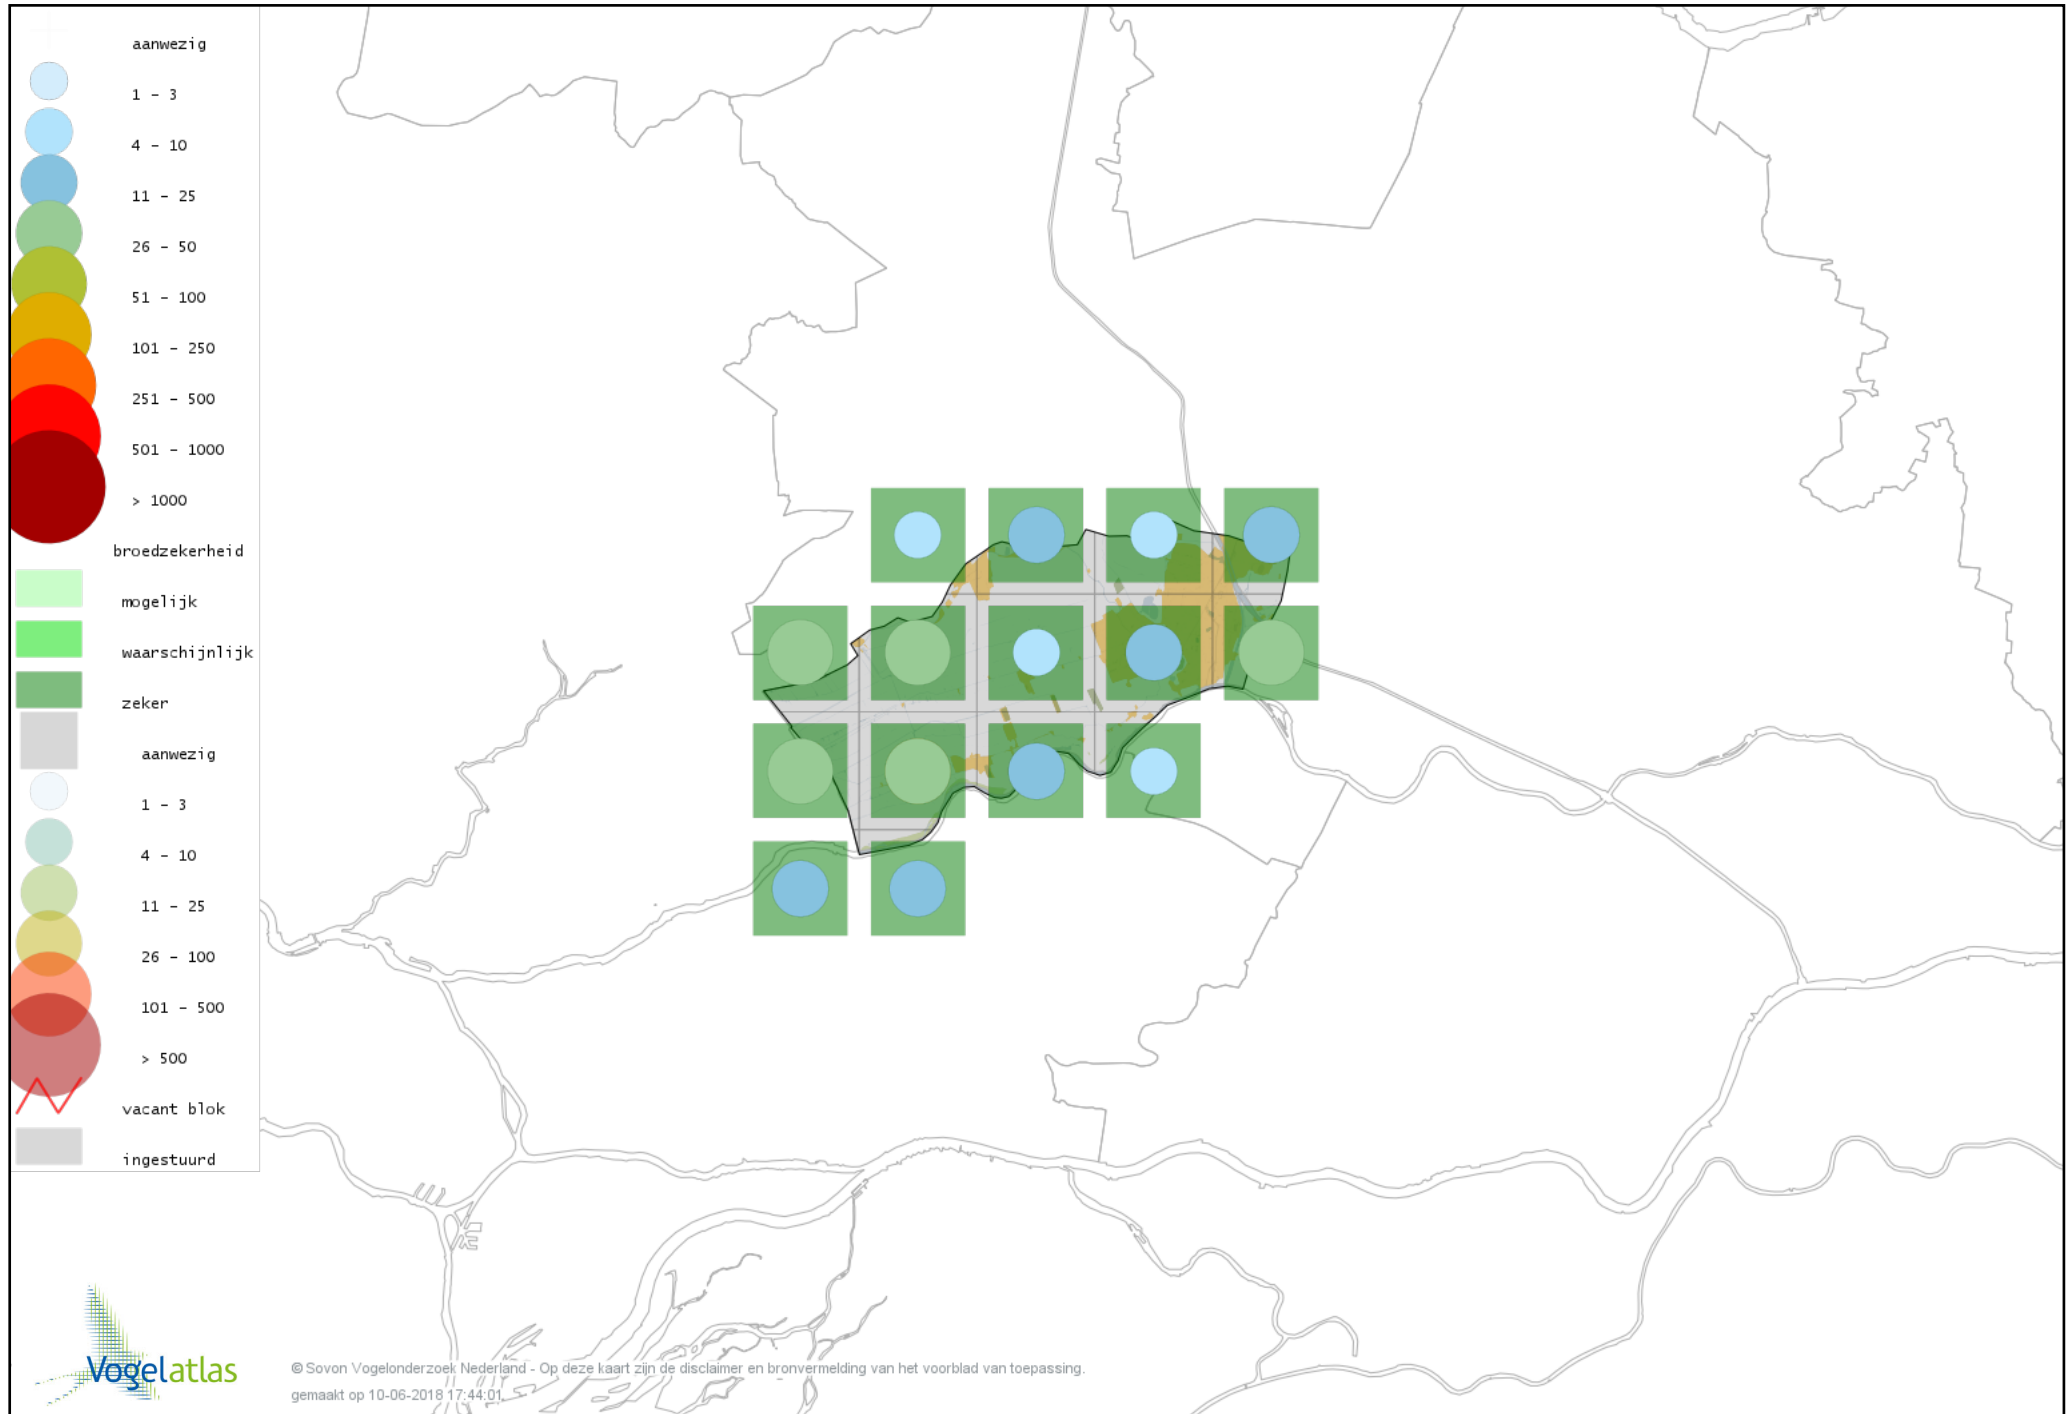 aanwezig
1 – 3
4 – 10
11 – 25
26 – 50
51 – 100
101 – 250
251 – 500
501 – 1000
> 1000
broedzekerheid
mogelijk
waarschijnlijk
zeker
aanwezig
1 – 3
4 – 10
11 – 25
26 – 100
101 – 500
> 500
vacant blok
ingestuurd
Vogelatlas
© Sovon Vogelonderzoek Nederland - Op deze kaart zijn de disclaimer en bronvermelding van het voorblad van toepassing.
gemaakt op 10-06-2018 17:44:01